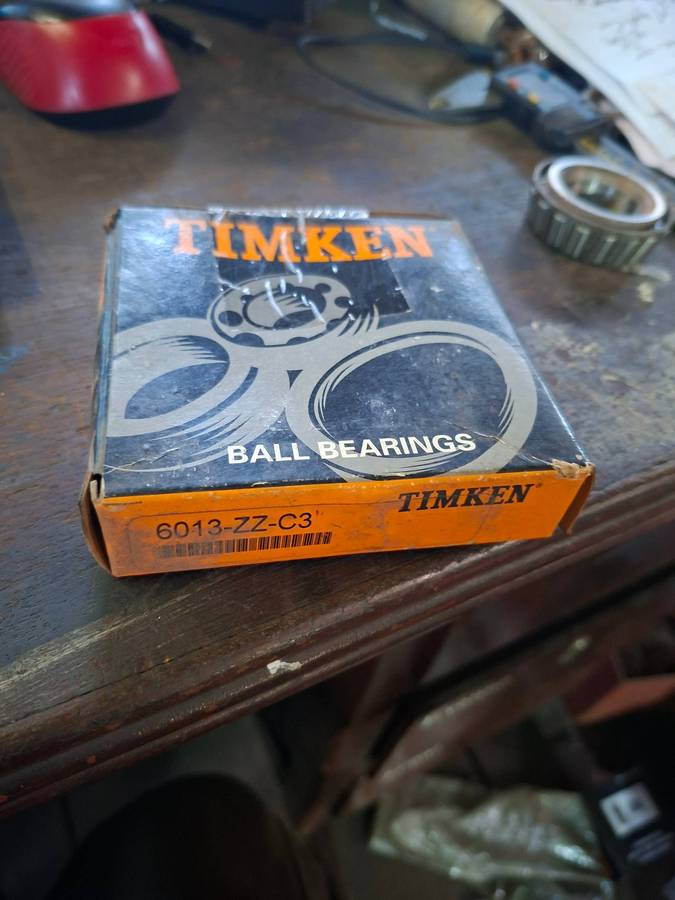 TIMKEN
BALL BEARINGS
TIMKEN®
6013-ZZ-C3